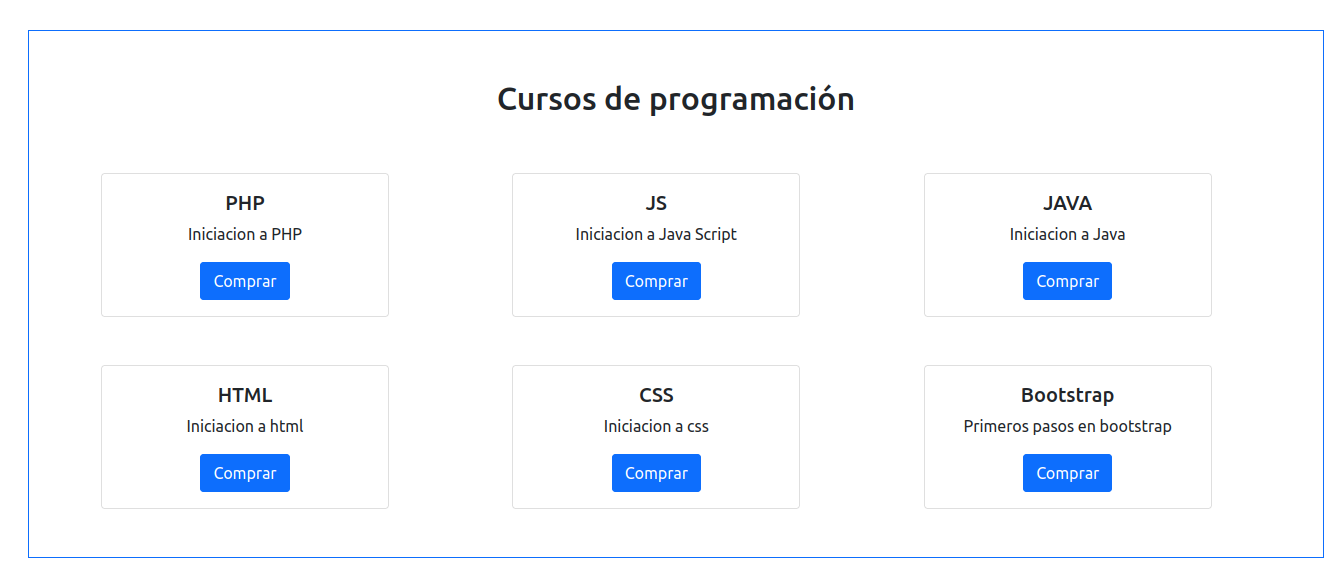 Cursos de programación
PHP
Iniciacion a PHP
Comprar
JS
Iniciacion a Java Script
Comprar
JAVA
Iniciacion a Java
Comprar
HTML
Iniciacion a html
Comprar
CSS
Iniciacion a css
Comprar
Bootstrap
Primeros pasos en bootstrap
Comprar